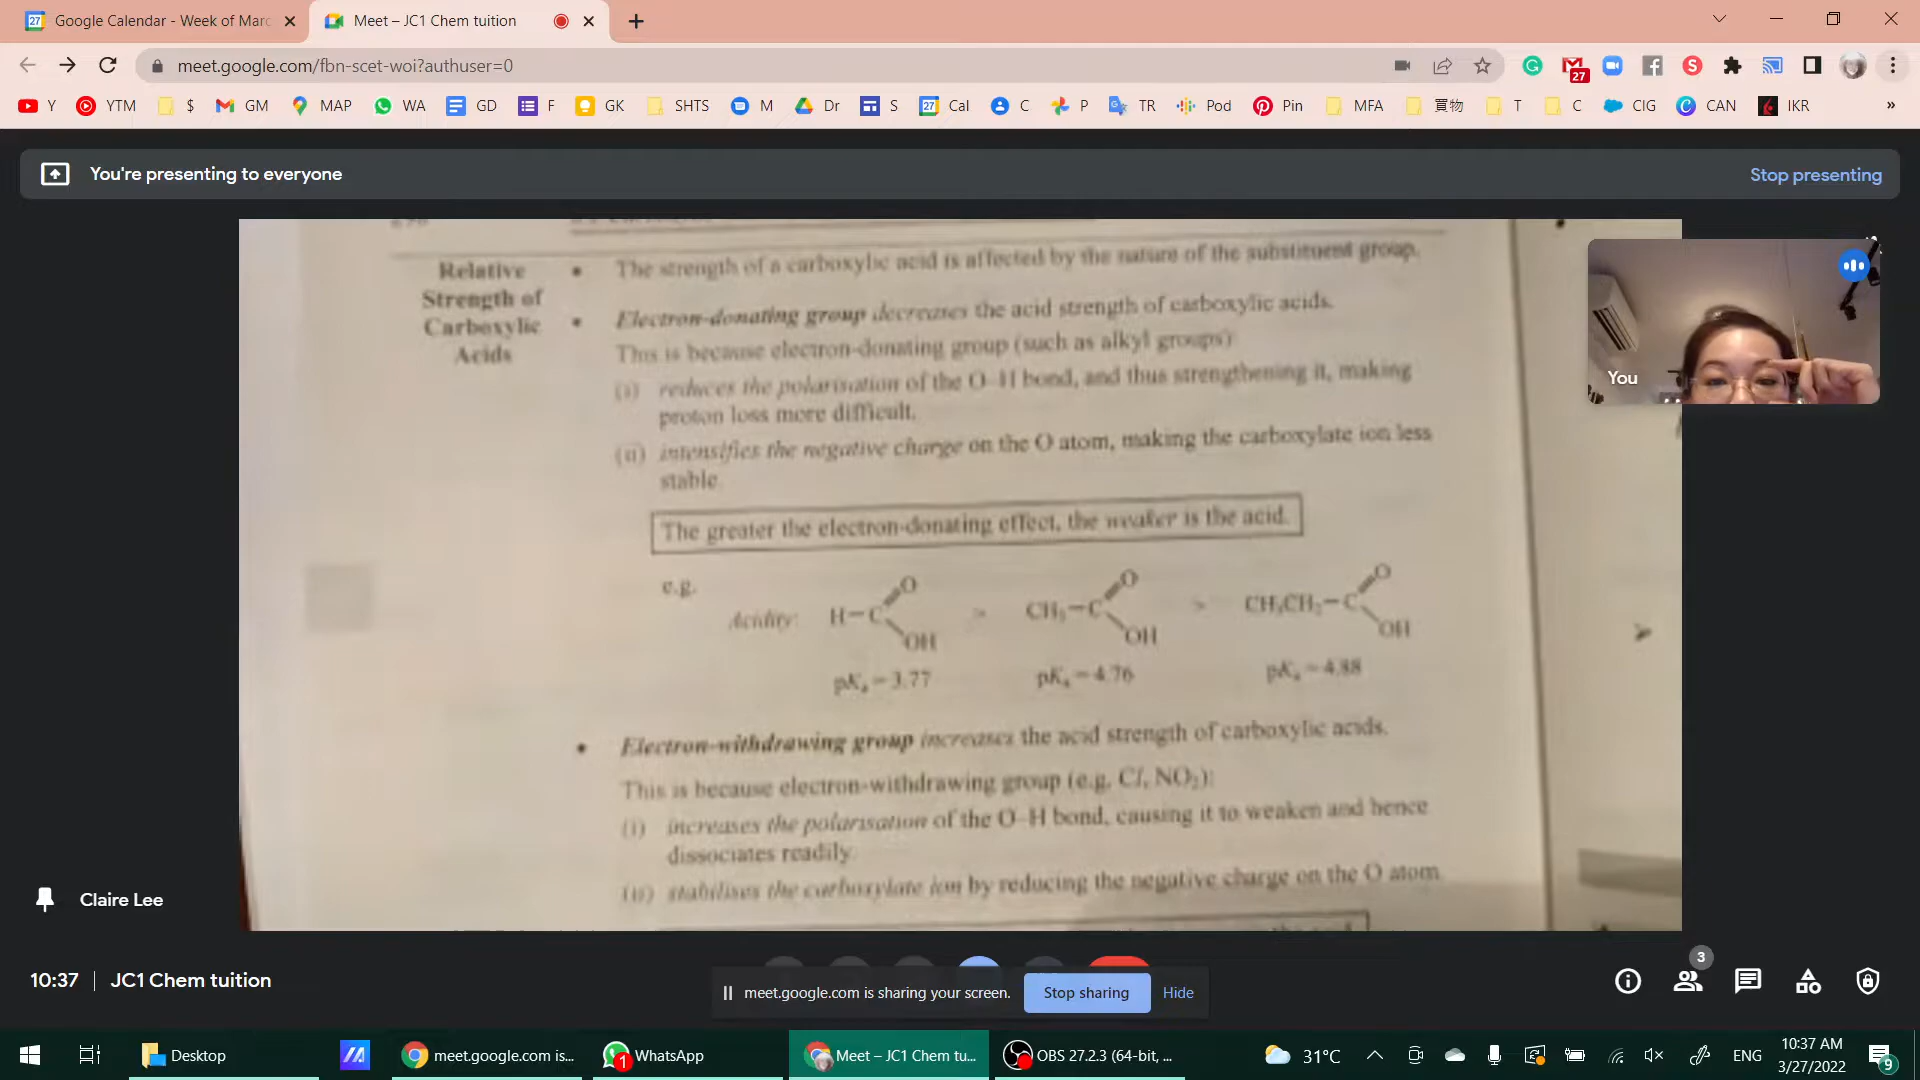 Google Calendar - Week of Marc
Meet – JC1 Chem tuition
meet.google.com/fbn-scet-woi?authuser=0
27
Y YTM $ GM MAP WA GD F GK SHTS M Dr S Cal C P TR Pod Pin MFA 買物 T C CIG CAN IKR »
You're presenting to everyone
Stop presenting
Relative
Strength of
Carboxylic
Acids
• The strength of a carboxylic acid is affected by the nature of the substituent group.
• Electron-donating group decreases the acid strength of carboxylic acids.
This is because electron-donating group (such as alkyl groups)
(i) reduces the polarisation of the O–H bond, and thus strengthening it, making
proton loss more difficult.
(ii) intensifies the negative charge on the O atom, making the carboxylate ion less
stable
The greater the electron-donating effect, the weaker is the acid.
e.g.
Acidity: H–C O OH > CH₃–C O OH > CH₃CH₂–C O OH
pKₐ = 3.77 pKₐ = 4.76 pKₐ = 4.88
• Electron-withdrawing group increases the acid strength of carboxylic acids.
This is because electron-withdrawing group (e.g. Cl, NO₂):
(i) increases the polarisation of the O–H bond, causing it to weaken and hence
dissociates readily
(ii) stabilises the carboxylate ion by reducing the negative charge on the O atom
You
Claire Lee
10:37 | JC1 Chem tuition
meet.google.com is sharing your screen.
Stop sharing
Hide
3
Desktop
meet.google.com is...
1
WhatsApp
Meet – JC1 Chem tu...
OBS 27.2.3 (64-bit, ...
31°C
ENG
10:37 AM
3/27/2022
9